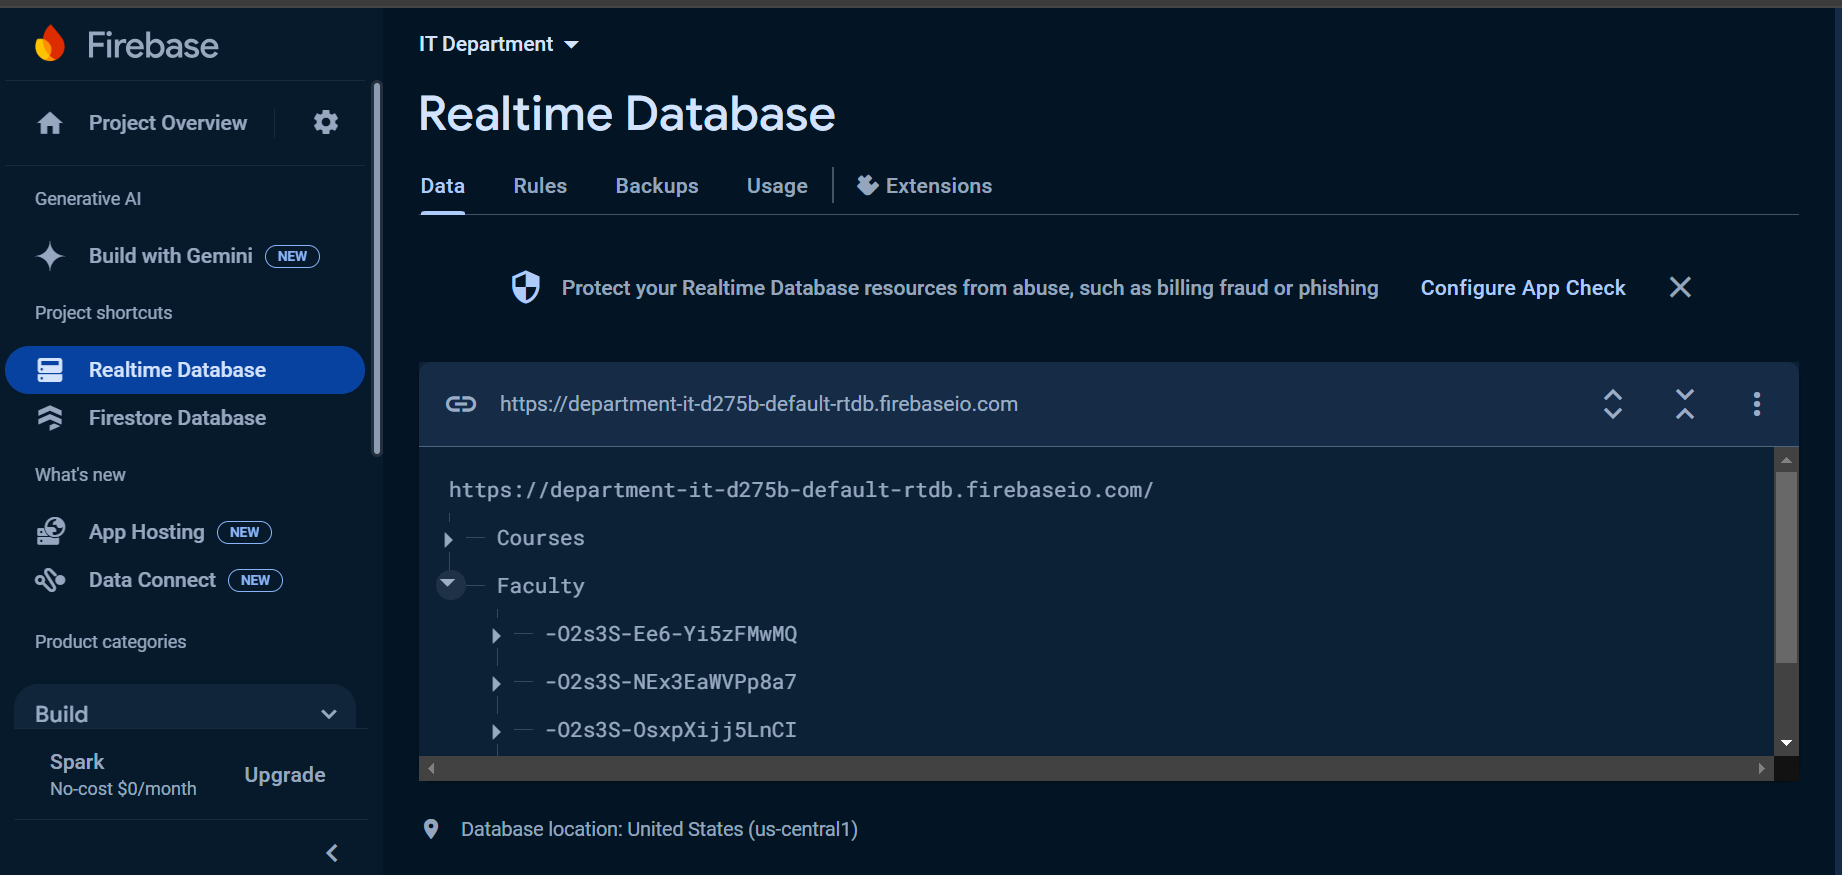 Firebase
Project Overview
Generative AI
Build with Gemini NEW
Project shortcuts
Realtime Database
Firestore Database
What's new
App Hosting NEW
Data Connect NEW
Product categories
Build
Spark
No-cost $0/month
Upgrade
IT Department
Realtime Database
Data Rules Backups Usage Extensions
Protect your Realtime Database resources from abuse, such as billing fraud or phishing Configure App Check
https://department-it-d275b-default-rtdb.firebaseio.com
https://department-it-d275b-default-rtdb.firebaseio.com/
Courses
Faculty
-O2s3S-Ee6-Yi5zFMwMQ
-O2s3S-NEx3EaWVPp8a7
-O2s3S-OsxpXijj5LnCI
Database location: United States (us-central1)